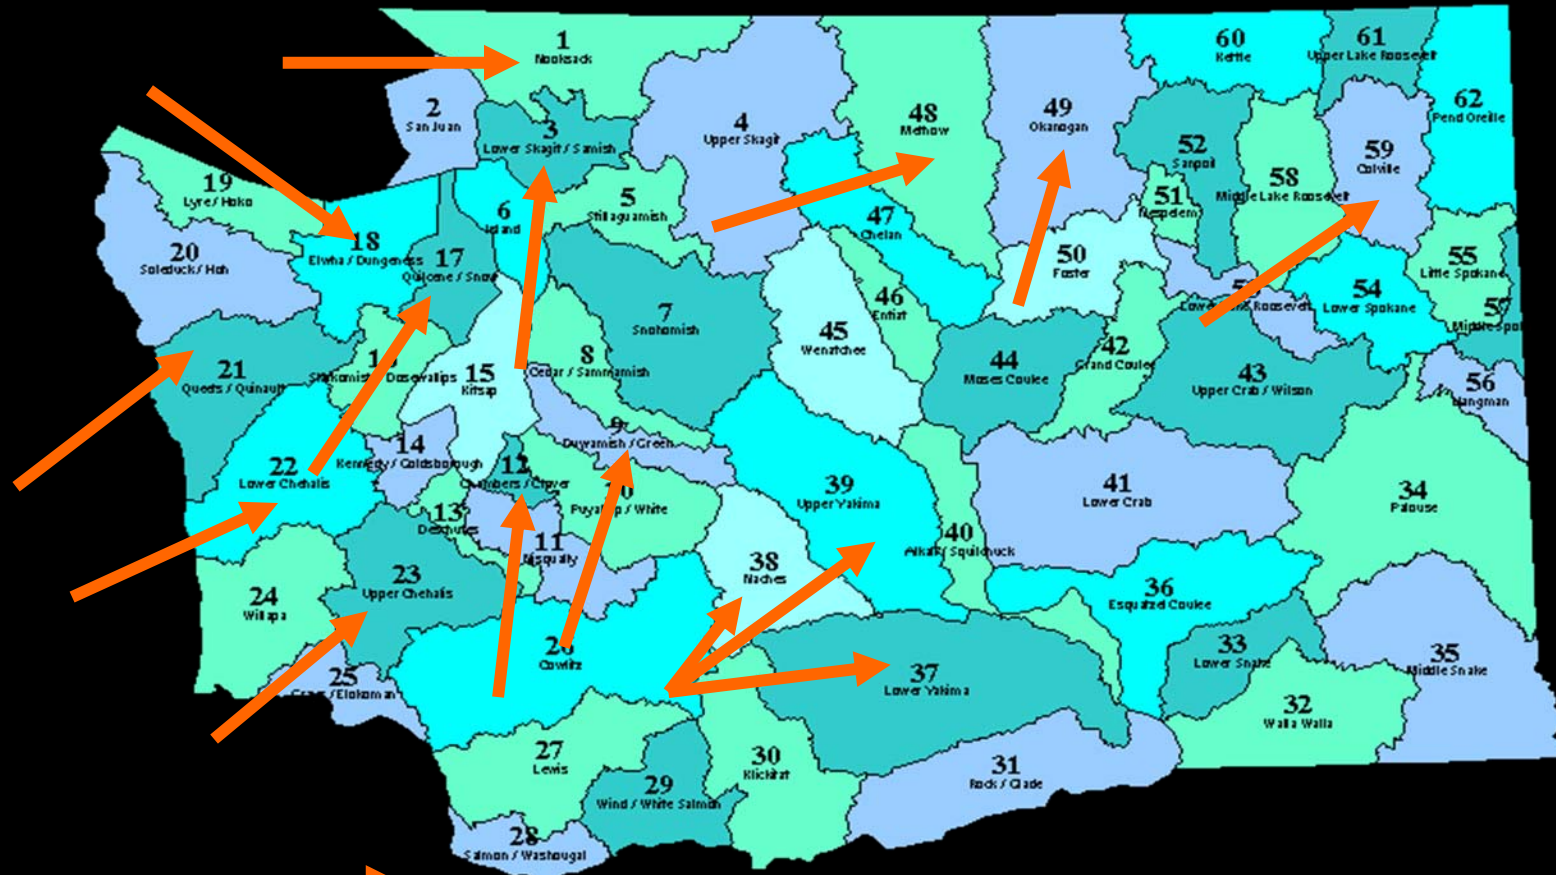 1
Nooksack
2
San Juan
3
Lower Skagit / Samish
4
Upper Skagit
48
Methow
49
Okanogan
60
Kettle
61
Upper Lake Roosevelt
62
Pend Oreille
52
Sanpoil
59
Colville
58
Middle Lake Roosevelt
51
Nespelem
19
Lyre / Hoko
5
Stillaguamish
6
Island
47
Chelan
20
Soleduck / Hoh
18
Elwha / Dungeness
17
Quilcene / Snow
50
Foster
55
Little Spokane
54
Lower Spokane
57
46
Entiat
7
Snohomish
45
Wenatchee
8
Cedar / Sammamish
44
Moses Coulee
42
Grand Coulee
43
Upper Crab / Wilson
56
Hangman
21
Queets / Quinault
15
Kitsap
14
Kennedy / Goldsborough
9
Duwamish / Green
22
Lower Chehalis
12
Chambers / Clover
10
Puyallup / White
39
Upper Yakima
41
Lower Crab
34
Palouse
13
Deschutes
11
Nisqually
40
Alkali / Squilchuck
38
Naches
36
Esquatzel Coulee
23
Upper Chehalis
24
Willapa
26
Cowlitz
33
Lower Snake
35
Middle Snake
25
/ Elokoman
37
Lower Yakima
32
Walla Walla
27
Lewis
30
Klickitat
31
Rock / Glade
29
Wind / White Salmon
28
Salmon / Washougal